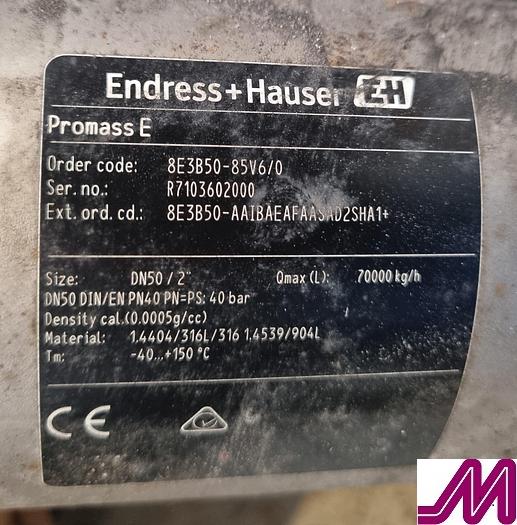 Endress+Hauser EH
Promass E
Order code: 8E3B50-85V6/0
Ser. no.: R7103602000
Ext. ord. cd.: 8E3B50-AAIBAEAFAASAD2SHA1+
Size: DN50 / 2" Qmax (L): 70000 kg/h
DN50 DIN/EN PN40 PN=PS: 40 bar
Density cal.(0.0005g/cc)
Material: 1.4404/316L/316 1.4539/904L
Tm: -40...+150 °C
CE
M